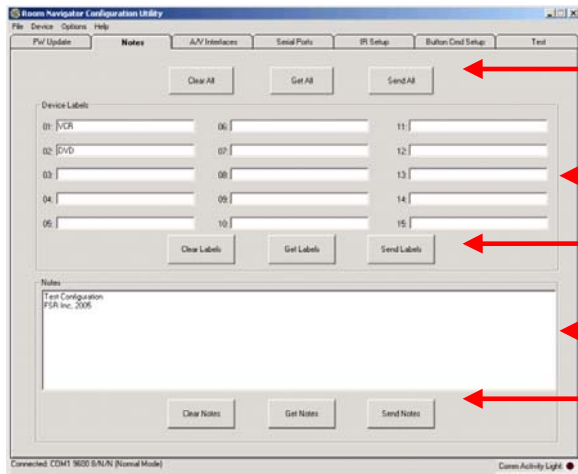 Room Navigator Configuration Utility
File Device Options Help
FW Update Notes A/V Interfaces Serial Ports IR Setup Button Cmd Setup Test
Clear All Get All Send All
Device Labels
01: VCR 06: 11:
02: DVD 07: 12:
03: 08: 13:
04: 09: 14:
05: 10: 15:
Clear Labels Get Labels Send Labels
Notes
Test Configuration
FSR Inc, 2005
Clear Notes Get Notes Send Notes
Connected: COM1 9600 8/N/N (Normal Mode) Comm Activity Light: